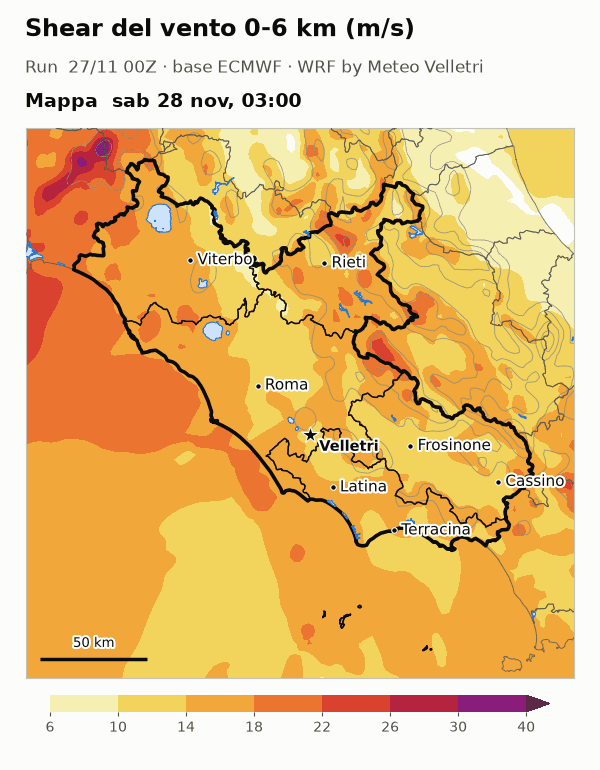 Shear del vento 0-6 km (m/s)
Run  27/11 00Z · base ECMWF · WRF by Meteo Velletri
Mappa  sab 28 nov, 03:00
Viterbo
Rieti
Roma
Velletri
Frosinone
Latina
Cassino
Terracina
50 km
6 10 14 18 22 26 30 40